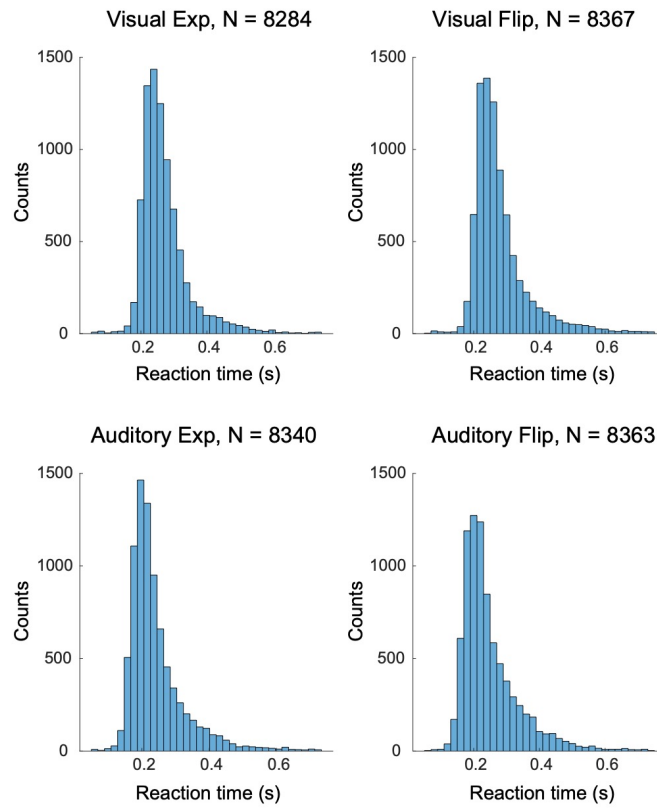 Visual Exp, N = 8284
1500
1000
500
0
Counts
0.2 0.4 0.6
Reaction time (s)
Visual Flip, N = 8367
1500
1000
500
0
Counts
0.2 0.4 0.6
Reaction time (s)
Auditory Exp, N = 8340
1500
1000
500
0
Counts
0.2 0.4 0.6
Reaction time (s)
Auditory Flip, N = 8363
1500
1000
500
0
Counts
0.2 0.4 0.6
Reaction time (s)